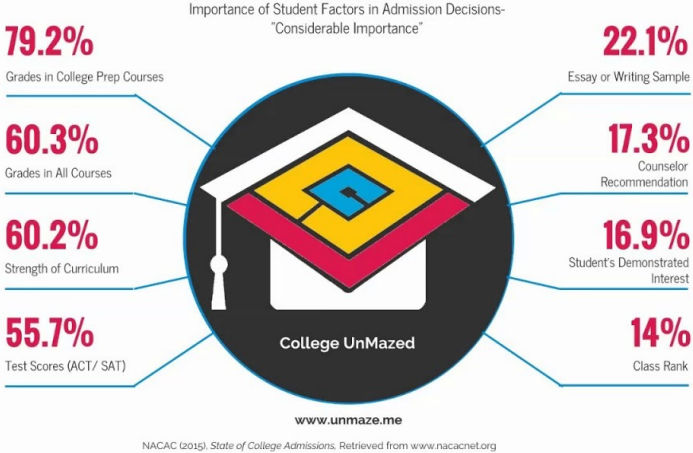 Importance of Student Factors in Admission Decisions-
"Considerable Importance"
79.2%
Grades in College Prep Courses
60.3%
Grades in All Courses
60.2%
Strength of Curriculum
55.7%
Test Scores (ACT/ SAT)
22.1%
Essay or Writing Sample
17.3%
Counselor
Recommendation
16.9%
Student's Demonstrated
Interest
14%
Class Rank
College UnMazed
www.unmaze.me
NACAC (2015). State of College Admissions. Retrieved from www.nacacnet.org